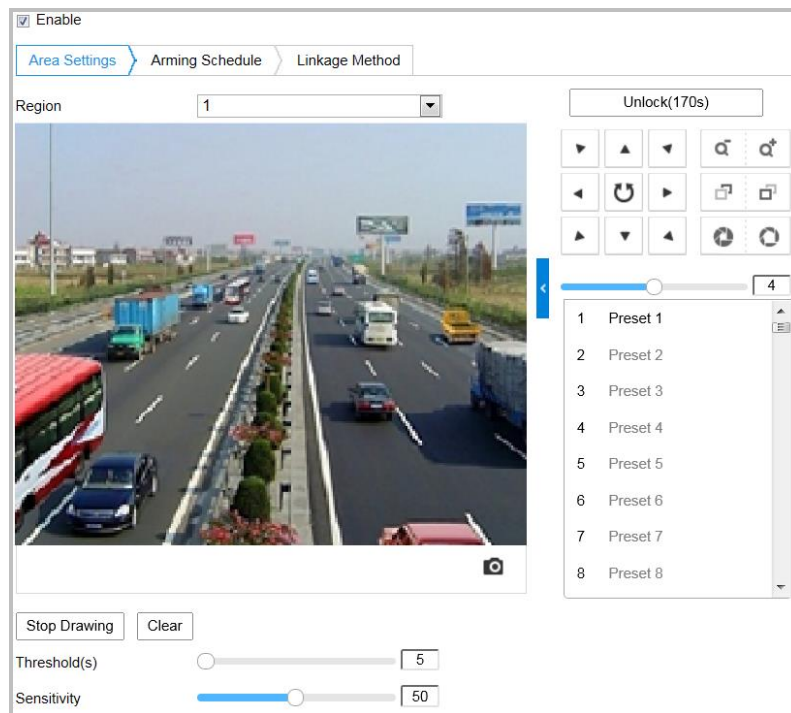 Enable
Area Settings
Arming Schedule
Linkage Method
Region
1
Unlock(170s)
4
1 Preset 1
2 Preset 2
3 Preset 3
4 Preset 4
5 Preset 5
6 Preset 6
7 Preset 7
8 Preset 8
Stop Drawing
Clear
Threshold(s)
5
Sensitivity
50